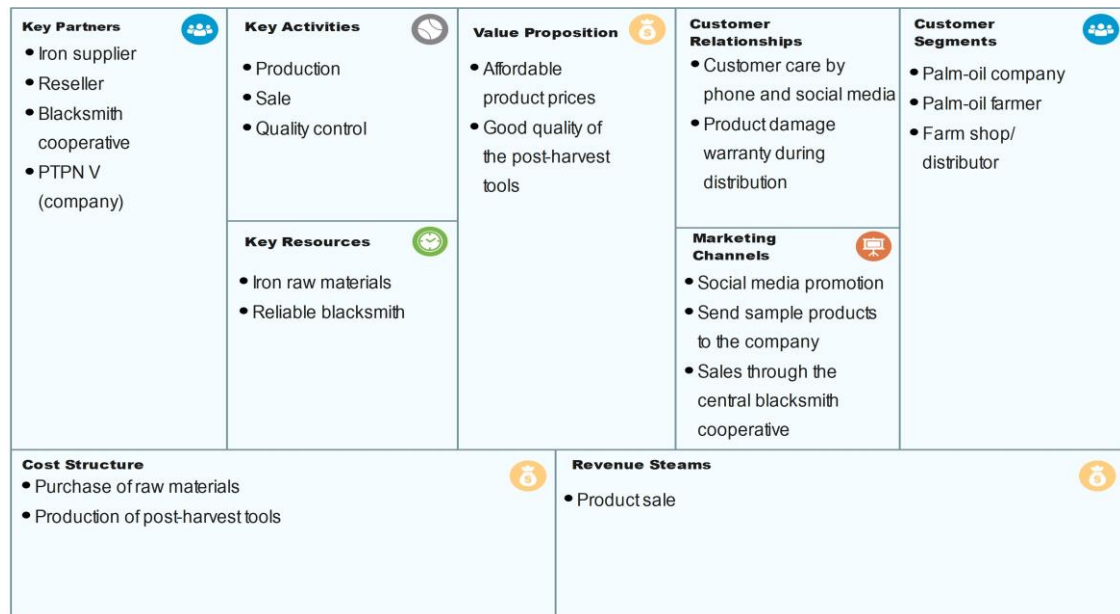 Key Partners
• Iron supplier
• Reseller
• Blacksmith
cooperative
• PTPN V
(company)
Key Activities
• Production
• Sale
• Quality control
Key Resources
• Iron raw materials
• Reliable blacksmith
Value Proposition
• Affordable
product prices
• Good quality of
the post-harvest
tools
Customer
Relationships
• Customer care by
phone and social media
• Product damage
warranty during
distribution
Marketing
Channels
• Social media promotion
• Send sample products
to the company
• Sales through the
central blacksmith
cooperative
Customer
Segments
• Palm-oil company
• Palm-oil farmer
• Farm shop/
distributor
Cost Structure
• Purchase of raw materials
• Production of post-harvest tools
Revenue Steams
• Product sale